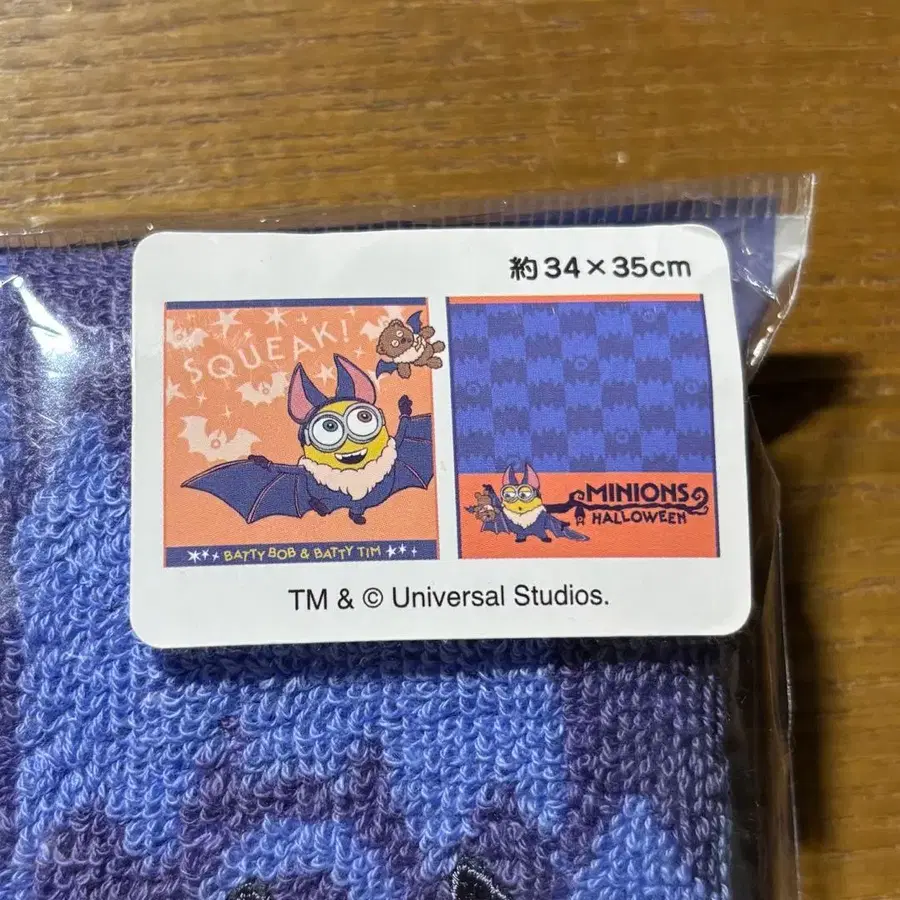 約34×35cm
SQUEAK!
BATTY BOB & BATTY TIM
MINIONS
HALLOWEEN
TM & © Universal Studios.